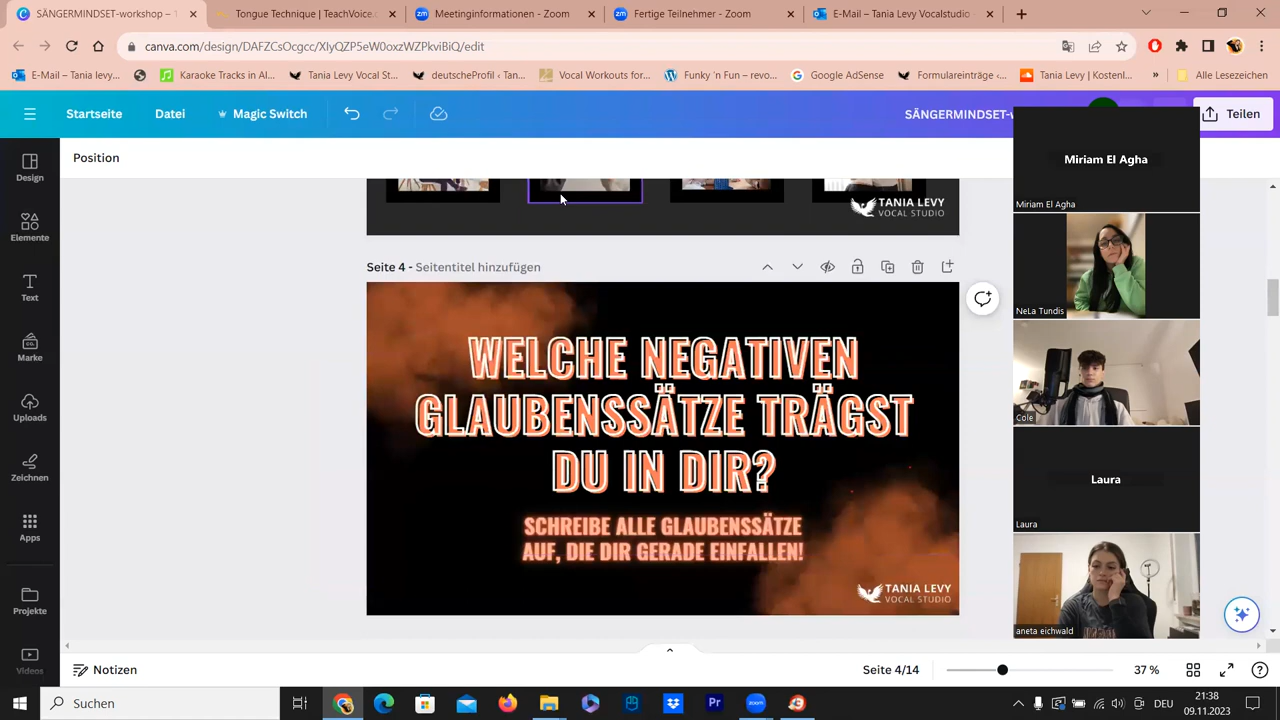 SÄNGERMINDSET-workshop –
Tongue Technique | TeachVoice.
Meetinginformationen - Zoom
Fertige Teilnehmer - Zoom
E-Mail – Tania Levy Vocalstudio
canva.com/design/DAFZCsOcgcc/XlyQZP5eW0oxzWZPkviBiQ/edit
E-Mail – Tania levy...
Karaoke Tracks in Al...
Tania Levy Vocal St...
deutscheProfil ‹ Tan...
Vocal Workouts for...
Funky 'n Fun – revo...
Google AdSense
Formulareinträge ‹...
Tania Levy | Kostenl...
»
Alle Lesezeichen
Startseite
Datei
Magic Switch
SÄNGERMINDSET-w
Teilen
Position
Design
Elemente
Text
Marke
Uploads
Zeichnen
Apps
Projekte
Videos
TANIA LEVY
VOCAL STUDIO
Seite 4 - Seitentitel hinzufügen
WELCHE NEGATIVEN
GLAUBENSSÄTZE TRÄGST
DU IN DIR?
SCHREIBE ALLE GLAUBENSSÄTZE
AUF, DIE DIR GERADE EINFALLEN!
TANIA LEVY
VOCAL STUDIO
Miriam El Agha
Miriam El Agha
NeLa Tundis
Cole
Laura
Laura
aneta eichwald
Notizen
Seite 4/14
37 %
Suchen
DEU
21:38
09.11.2023